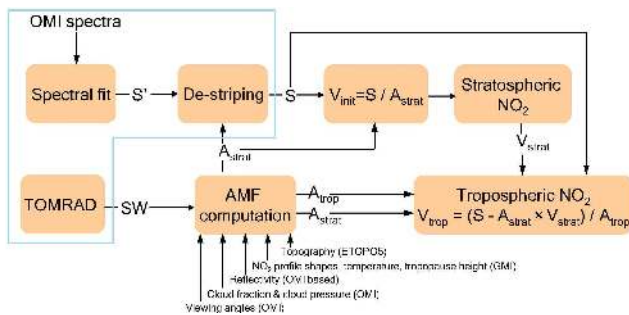 OMI spectra
Spectral fit
S'
De-striping
S
V_init=S / A_strat
Stratospheric
NO₂
A_strat
V_strat
TOMRAD
SW
AMF
computation
A_trop
A_strat
Tropospheric NO₂
V_trop = (S - A_strat × V_strat) / A_trop
Topography (ETOPO5)
NO₂ profile shapes, temperature, tropopause height (GMI)
Reflectivity (OMI based)
Cloud fraction & cloud pressure (OMI)
Viewing angles (OMI)